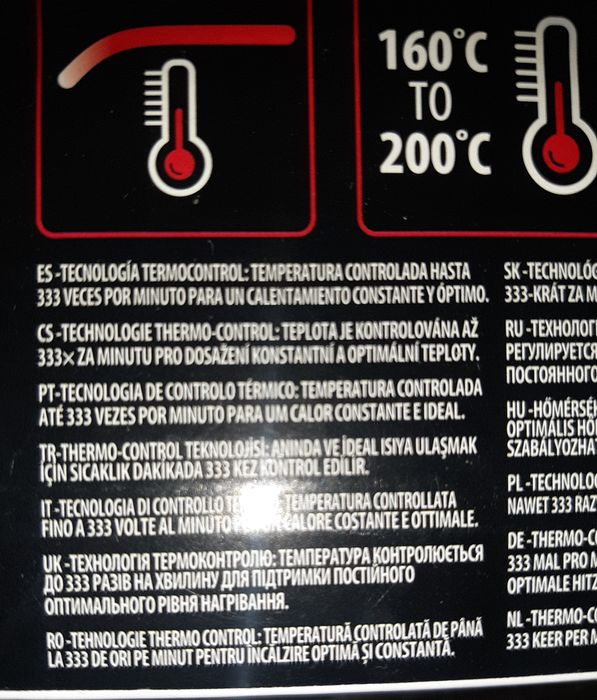 160°C
TO
200°C
ES -TECNOLOGÍA TERMOCONTROL: TEMPERATURA CONTROLADA HASTA
333 VECES POR MINUTO PARA UN CALENTAMIENTO CONSTANTE Y ÓPTIMO.
CS -TECHNOLOGIE THERMO-CONTROL: TEPLOTA JE KONTROLOVÁNA AŽ
333× ZA MINUTU PRO DOSAŽENÍ KONSTANTNÍ A OPTIMÁLNÍ TEPLOTY.
PT-TECNOLOGIA DE CONTROLO TÉRMICO: TEMPERATURA CONTROLADA
ATÉ 333 VEZES POR MINUTO PARA UM CALOR CONSTANTE E IDEAL.
TR-THERMO-CONTROL TEKNOLOJİSİ: ANINDA VE İDEAL ISIYA ULAŞMAK
İÇİN SICAKLIK DAKİKADA 333 KEZ KONTROL EDİLİR.
IT -TECNOLOGIA DI CONTROLLO TEMPERATURA CONTROLLATA
FINO A 333 VOLTE AL MINUTO CALORE COSTANTE E OTTIMALE.
UK -ТЕХНОЛОГІЯ ТЕРМОКОНТРОЛЮ: ТЕМПЕРАТУРА КОНТРОЛЮЄТЬСЯ
ДО 333 РАЗІВ НА ХВИЛИНУ ДЛЯ ПІДТРИМКИ ПОСТІЙНОГО
ОПТИМАЛЬНОГО РІВНЯ НАГРІВАННЯ.
RO -TEHNOLOGIE THERMO CONTROL: TEMPERATURĂ CONTROLATĂ DE PÂNĂ
LA 333 DE ORI PE MINUT PENTRU ÎNCĂLZIRE OPTIMĂ ȘI CONSTANTĂ.
SK -TECHNOLÓG
333-KRÁT ZA M
RU -ТЕХНОЛОГИ
РЕГУЛИРУЕТСЯ
ПОСТОЯННОГО
HU -HŐMÉRSÉK
OPTIMÁLIS HŐ
SZABÁLYOZHAT
PL -TECHNOLOG
NAWET 333 RAZ
DE -THERMO-CO
333 MAL PRO M
OPTIMALE HITZ
NL -THERMO-CO
333 KEER PER M